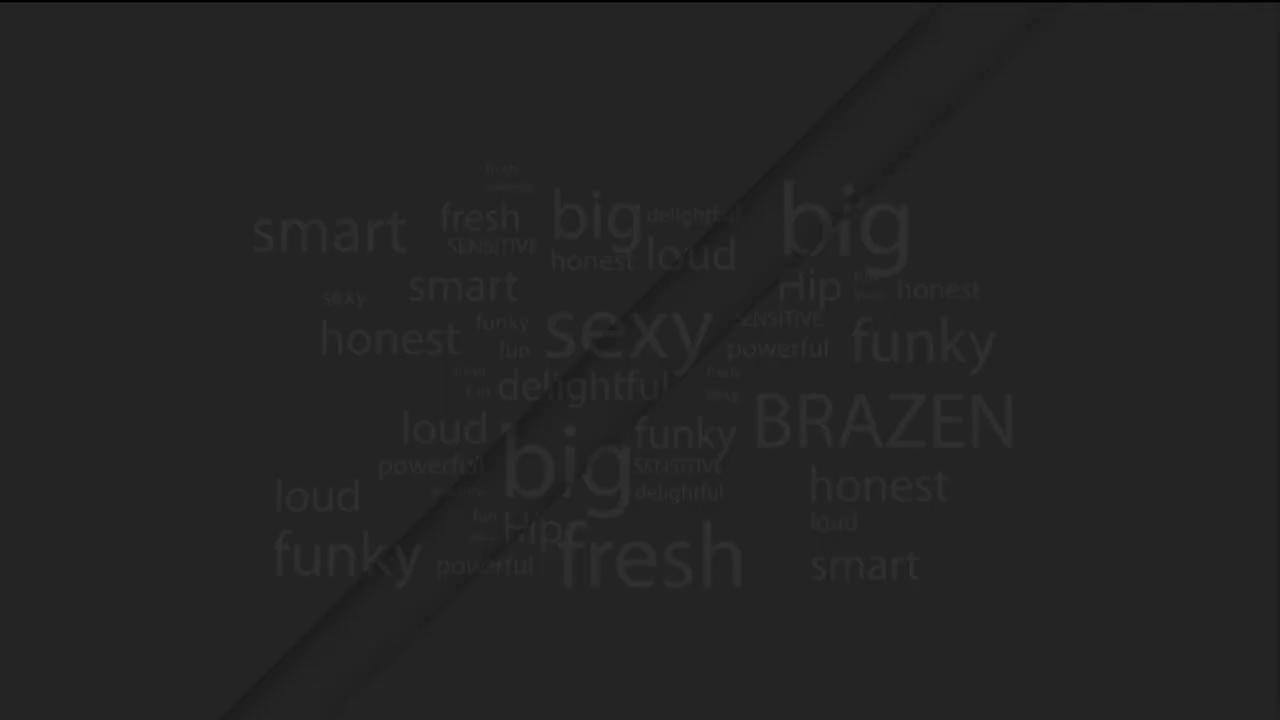 fresh
smart fresh big delightful big
SENSITIVE honest loud
smart Hip honest
sexy
honest funky sexy SENSITIVE funky
fun powerful
delightful
loud big funky BRAZEN
powerful SENSITIVE honest
loud delightful
fun Hip loud
funky powerful fresh smart